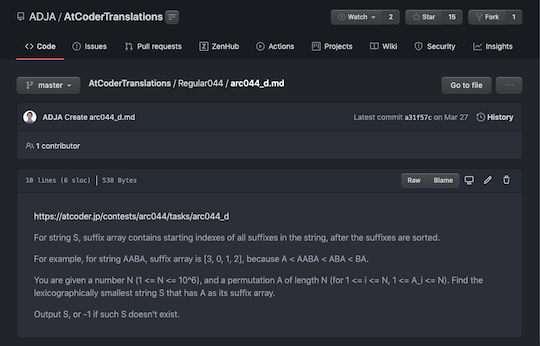 ADJA / AtCoderTranslations
Watch 2 Star 15 Fork 1
Code Issues Pull requests ZenHub Actions Projects Wiki Security Insights
master AtCoderTranslations / Regular044 / arc044_d.md Go to file ...
ADJA Create arc044_d.md Latest commit a31f57c on Mar 27 History
1 contributor
10 lines (6 sloc) | 538 Bytes Raw Blame
https://atcoder.jp/contests/arc044/tasks/arc044_d
For string S, suffix array contains starting indexes of all suffixes in the string, after the suffixes are sorted.
For example, for string AABA, suffix array is [3, 0, 1, 2], because A < AABA < ABA < BA.
You are given a number N (1 <= N <= 10^6), and a permutation A of length N (for 1 <= i <= N, 1 <= A_i <= N). Find the
lexicographically smallest string S that has A as its suffix array.
Output S, or -1 if such S doesn't exist.